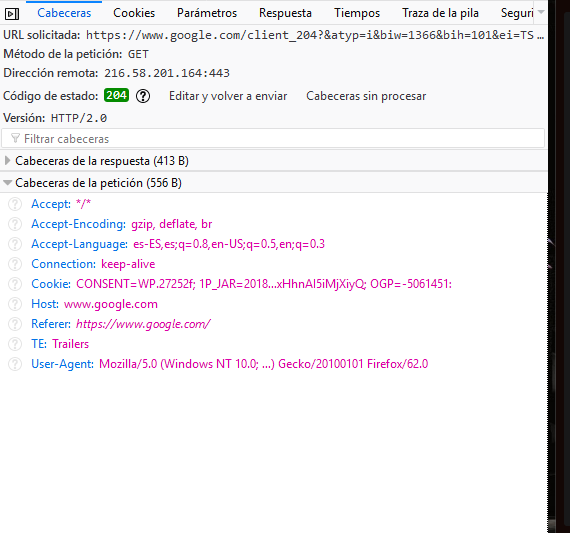 Cabeceras Cookies Parámetros Respuesta Tiempos Traza de la pila Seguri
URL solicitada: https://www.google.com/client_204?&atyp=i&biw=1366&bih=101&ei=TS…
Método de la petición: GET
Dirección remota: 216.58.201.164:443
Código de estado: 204 ? Editar y volver a enviar Cabeceras sin procesar
Versión: HTTP/2.0
Filtrar cabeceras
Cabeceras de la respuesta (413 B)
Cabeceras de la petición (556 B)
? Accept: */*
? Accept-Encoding: gzip, deflate, br
? Accept-Language: es-ES,es;q=0.8,en-US;q=0.5,en;q=0.3
? Connection: keep-alive
? Cookie: CONSENT=WP.27252f; 1P_JAR=2018...xHhnAI5iMjXiyQ; OGP=-5061451:
? Host: www.google.com
? Referer: https://www.google.com/
? TE: Trailers
? User-Agent: Mozilla/5.0 (Windows NT 10.0; ...) Gecko/20100101 Firefox/62.0